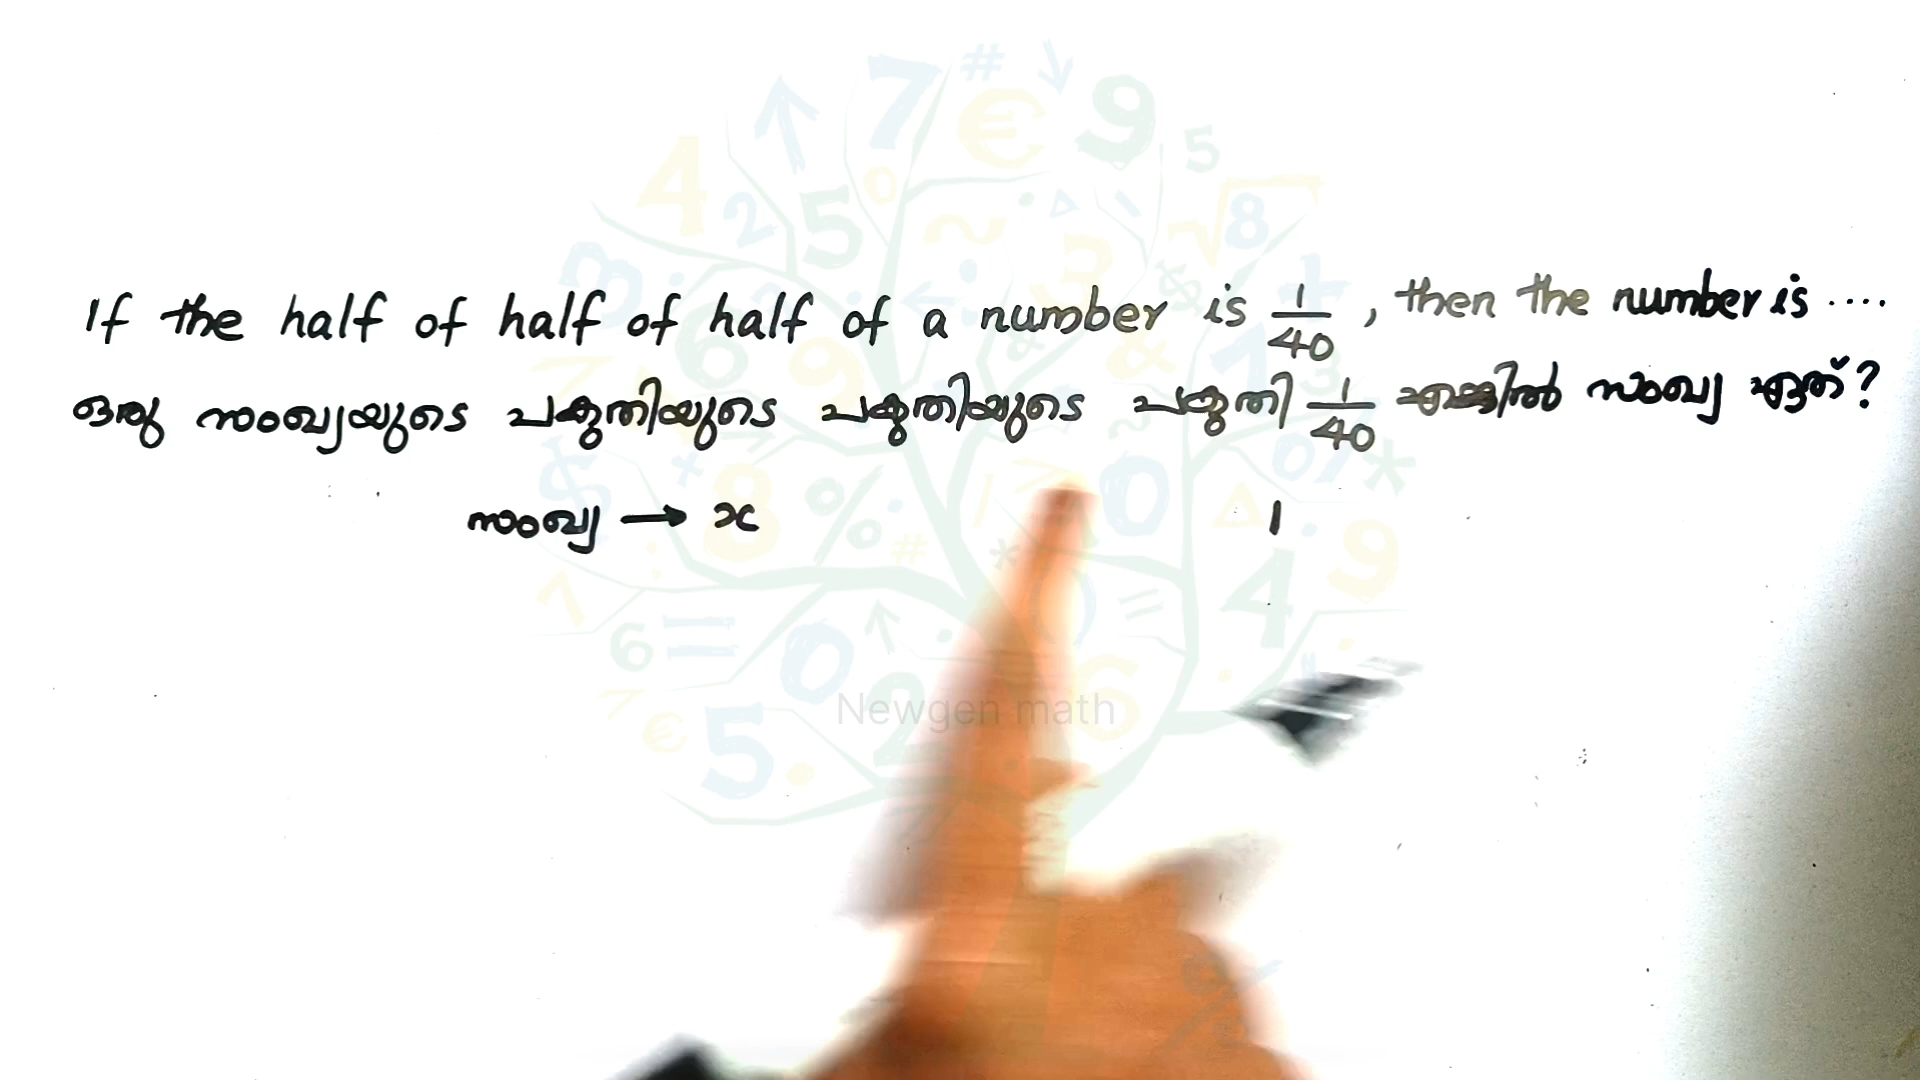 If the half of half of half of a number is 1/40, then the number is ....
ഒരു സംഖ്യയുടെ പകുതിയുടെ പകുതിയുടെ പകുതി 1/40 എങ്കിൽ സംഖ്യ ഏത്?
സംഖ്യ → x 1
Newgen math